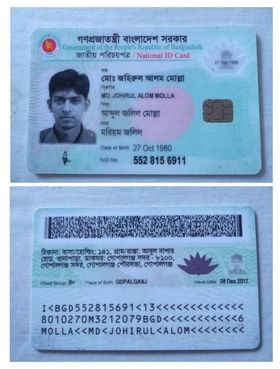 গণপ্রজাতন্ত্রী বাংলাদেশ সরকার
Government of the People's Republic of Bangladesh
জাতীয় পরিচয়পত্র / National ID Card
27 Oct 1980
নাম
মোঃ জহিরুল আলম মোল্লা
Name
MD. JOHIRUL ALOM MOLLA
পিতা
আব্দুল জলিল মোল্লা
মাতা
মরিয়ম জলিল
Date of Birth 27 Oct 1980
NID No. 552 815 6911
ঠিকানা: বাসা/হোল্ডিং: ১৪১, গ্রাম/রাস্তা: আবুল বাশার
রোড, থানাপাড়া, ডাকঘর: গোপালগঞ্জ সদর - ৮১০০,
গোপালগঞ্জ সদর, গোপালগঞ্জ পৌরসভা, গোপালগঞ্জ
Blood Group: B+ Place of Birth: GOPALGANJ Issue Date: 08 Dec 2017
I<BGD552815691<13<<<<<<<<<<<<<
8010270M3212079BGD<<<<<<<<<<<6
MOLLA<<MD<JOHIRUL<ALOM<<<<<<<<